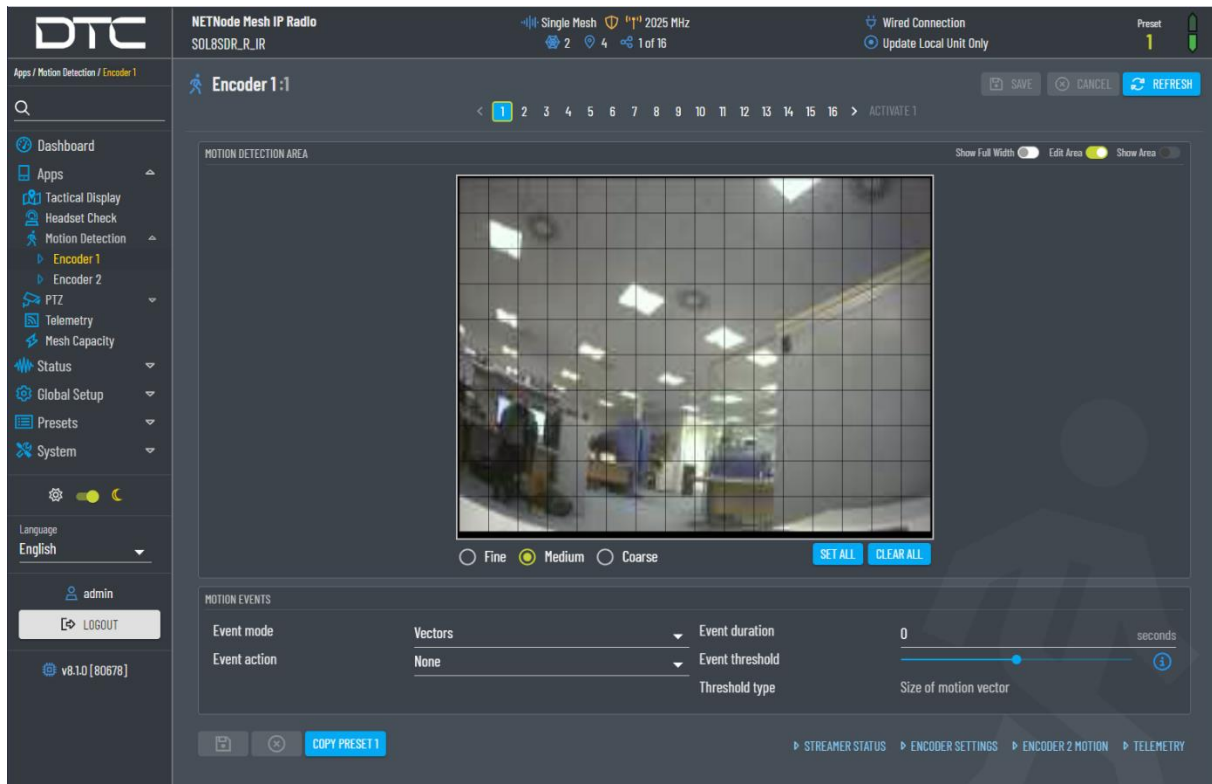 DTC
NETNode Mesh IP Radio
SOL8SDR_R_IR
Single Mesh 2025 MHz
2 4 1 of 16
Wired Connection
Update Local Unit Only
Preset
1
Apps / Motion Detection / Encoder 1
Dashboard
Apps
Tactical Display
Headset Check
Motion Detection
Encoder 1
Encoder 2
PTZ
Telemetry
Mesh Capacity
Status
Global Setup
Presets
System
Language
English
admin
LOGOUT
v8.1.0 [80678]
Encoder 1 :1
SAVE CANCEL REFRESH
< 1 2 3 4 5 6 7 8 9 10 11 12 13 14 15 16 > ACTIVATE 1
MOTION DETECTION AREA
Show Full Width Edit Area Show Area
Fine Medium Coarse
SET ALL CLEAR ALL
MOTION EVENTS
Event mode Vectors
Event action None
Event duration 0 seconds
Event threshold
Threshold type Size of motion vector
COPY PRESET 1
STREAMER STATUS ENCODER SETTINGS ENCODER 2 MOTION TELEMETRY